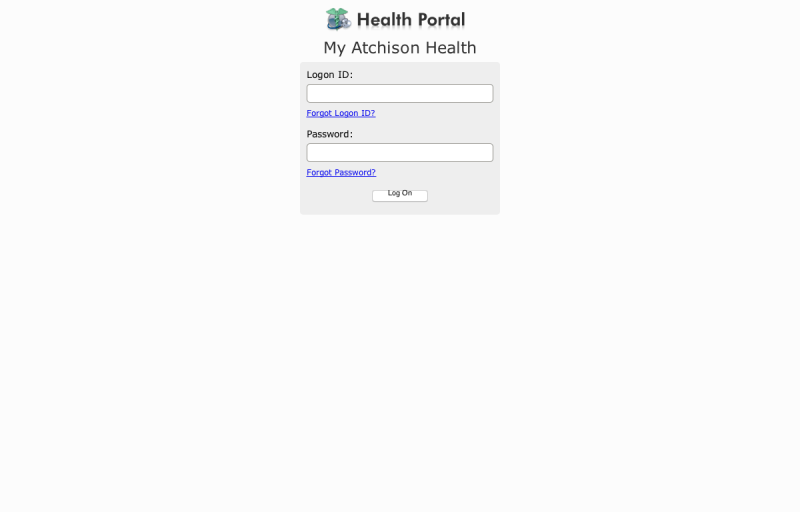 Health Portal
My Atchison Health
Logon ID:
Forgot Logon ID?
Password:
Forgot Password?
Log On